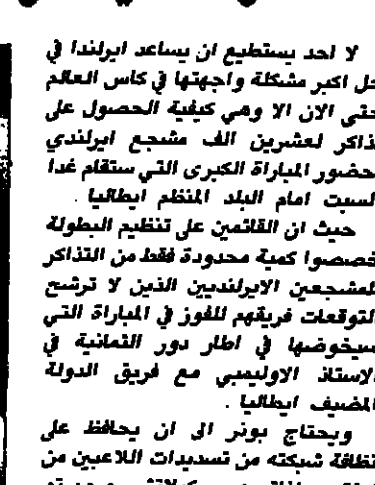 لا احد يستطيع ان يساعد ايرلندا في
حل اكبر مشكلة واجهتها في كاس العالم
حتى الان الا وهي كيفية الحصول على
تذاكر لعشرين الف مشجع ايرلندي
لحضور المباراة الكبرى التي ستقام غدا
السبت امام البلد المنظم ايطاليا .
حيث ان القائمين على تنظيم البطولة
خصصوا كمية محدودة فقط من التذاكر
للمشجعين الايرلنديين الذين لا ترشح
التوقعات فريقهم للفوز في المباراة التي
سيخوضها في اطار دور الثمانية في
الاستاد الاوليمبي مع فريق الدولة
المضيف ايطاليا .
ويحتاج بونر الى ان يحافظ على
نظافة شبكته من تسديدات اللاعبين من